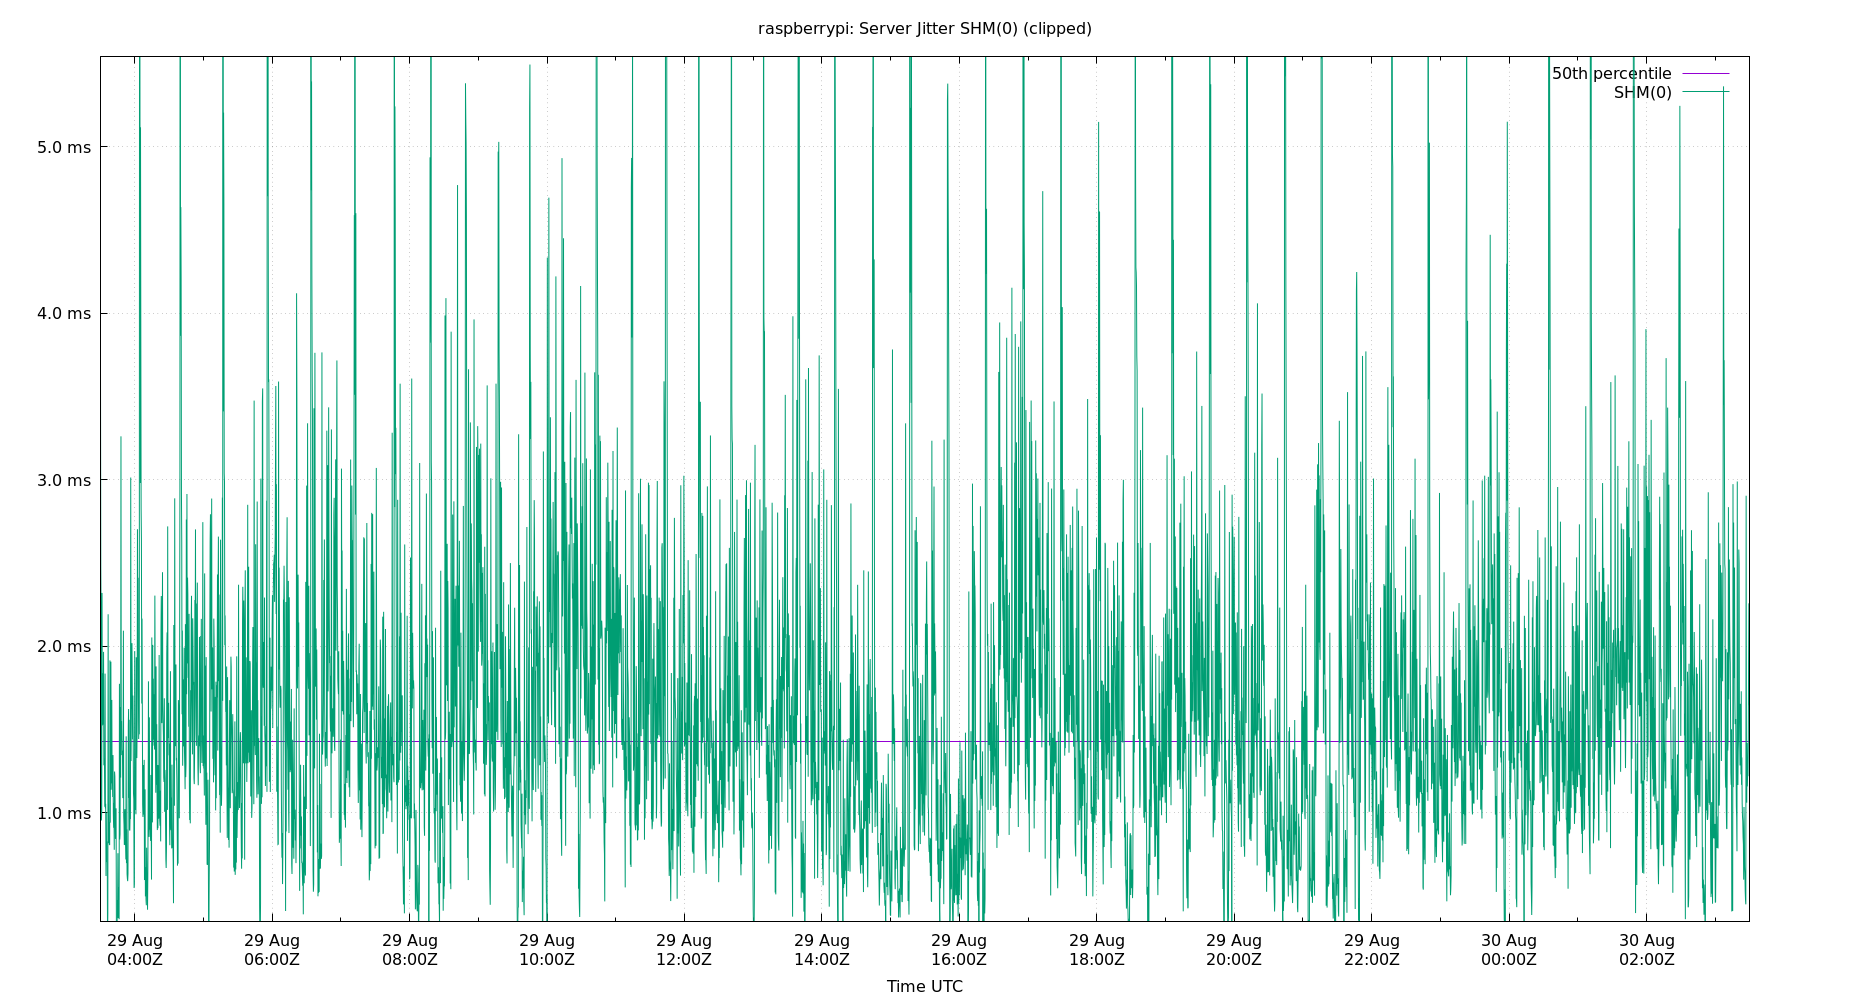 raspberrypi: Server Jitter SHM(0) (clipped)
50th percentile
SHM(0)
5.0 ms
4.0 ms
3.0 ms
2.0 ms
1.0 ms
29 Aug 29 Aug 29 Aug 29 Aug 29 Aug 29 Aug 29 Aug 29 Aug 29 Aug 29 Aug 30 Aug 30 Aug
04:00Z 06:00Z 08:00Z 10:00Z 12:00Z 14:00Z 16:00Z 18:00Z 20:00Z 22:00Z 00:00Z 02:00Z
Time UTC